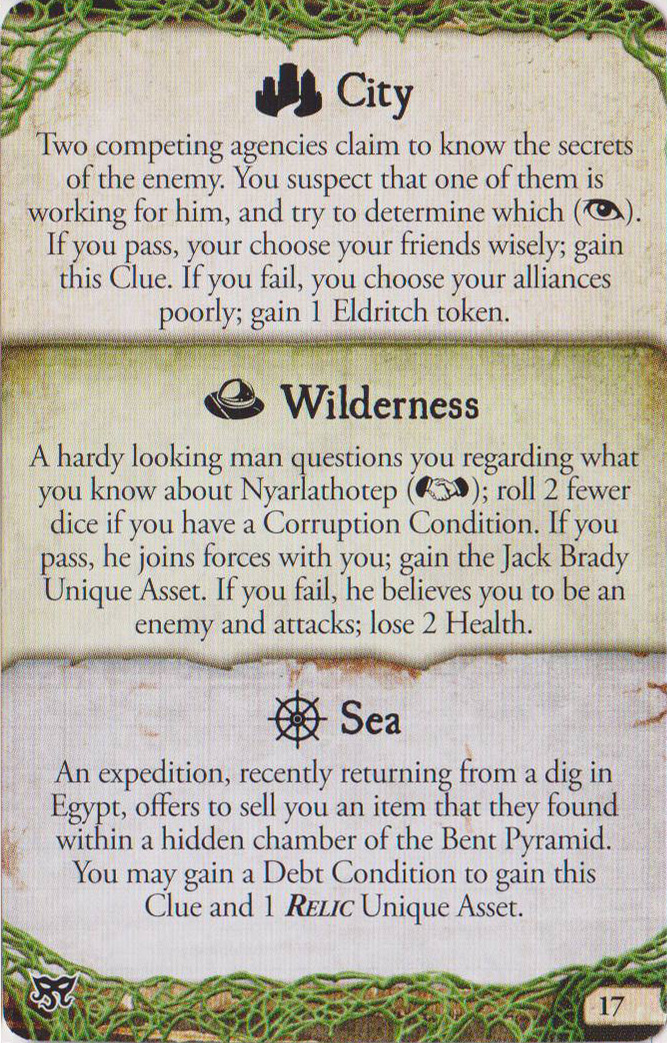 City
Two competing agencies claim to know the secrets
of the enemy. You suspect that one of them is
working for him, and try to determine which ( ).
If you pass, your choose your friends wisely; gain
this Clue. If you fail, you choose your alliances
poorly; gain 1 Eldritch token.
Wilderness
A hardy looking man questions you regarding what
you know about Nyarlathotep ( ); roll 2 fewer
dice if you have a Corruption Condition. If you
pass, he joins forces with you; gain the Jack Brady
Unique Asset. If you fail, he believes you to be an
enemy and attacks; lose 2 Health.
Sea
An expedition, recently returning from a dig in
Egypt, offers to sell you an item that they found
within a hidden chamber of the Bent Pyramid.
You may gain a Debt Condition to gain this
Clue and 1 RELIC Unique Asset.
17